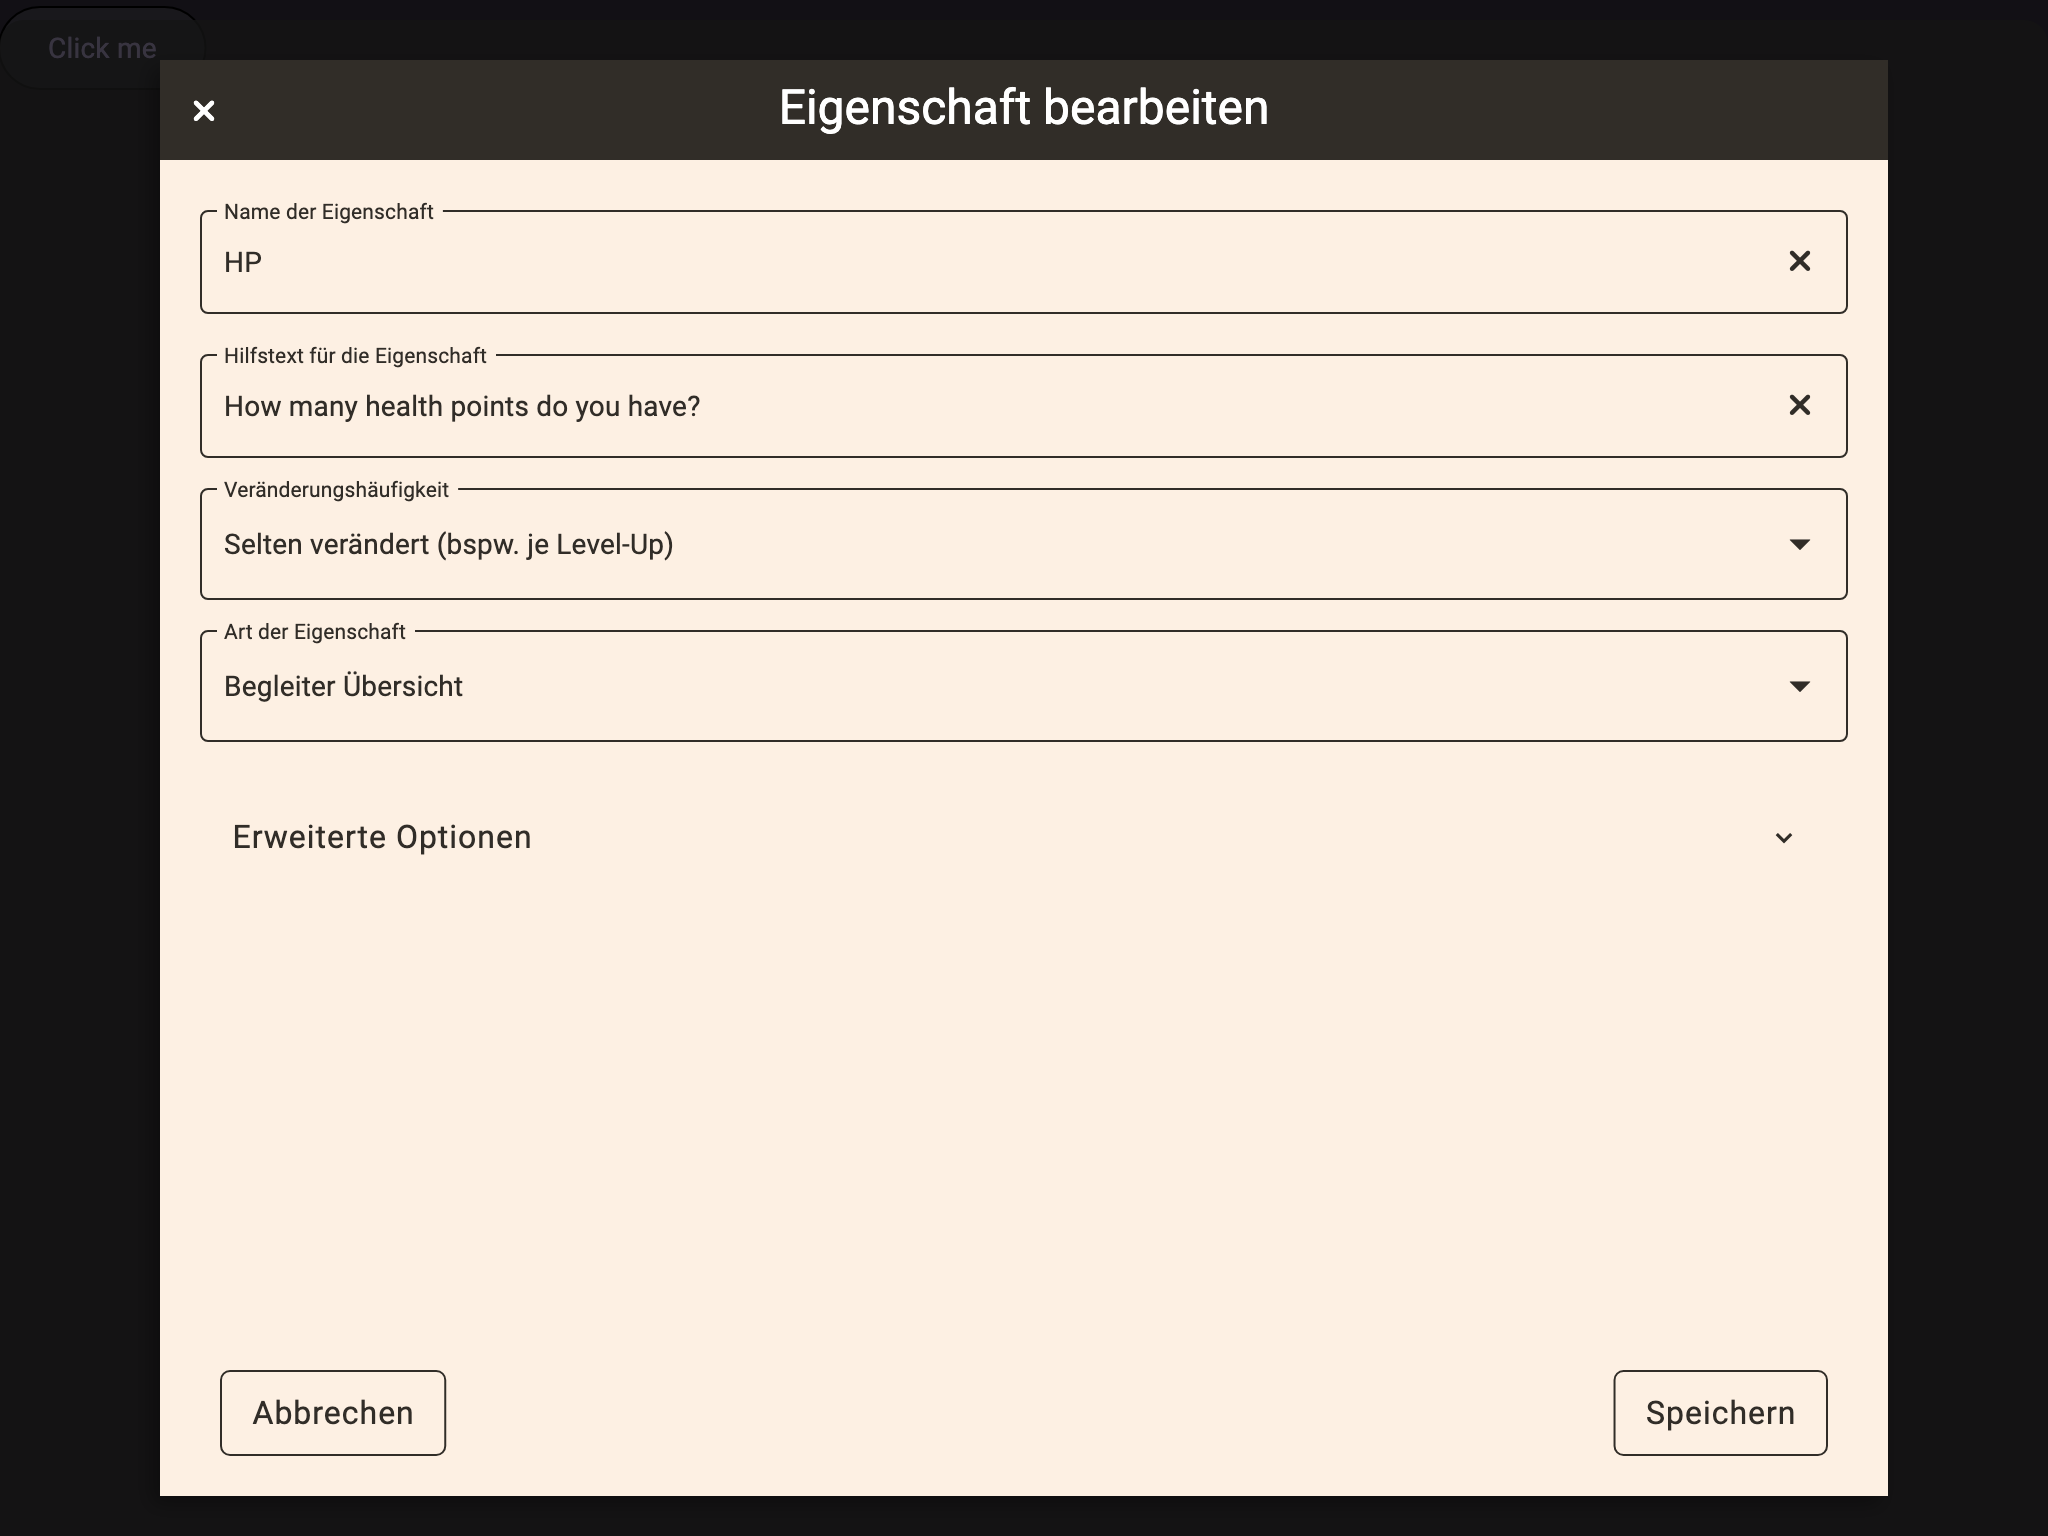 Click me
Eigenschaft bearbeiten
Name der Eigenschaft
HP
Hilfstext für die Eigenschaft
How many health points do you have?
Veränderungshäufigkeit
Selten verändert (bspw. je Level-Up)
Art der Eigenschaft
Begleiter Übersicht
Erweiterte Optionen
Abbrechen
Speichern